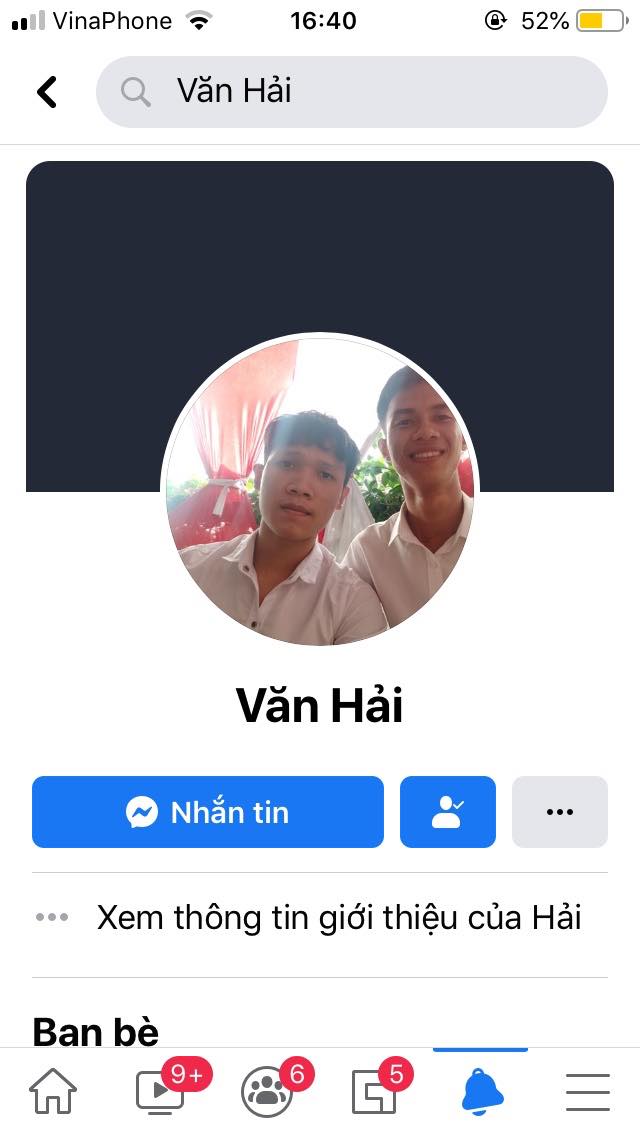 VinaPhone 16:40 52%
Văn Hải
Văn Hải
Nhắn tin
Xem thông tin giới thiệu của Hải
Bạn bè
9+ 6 5